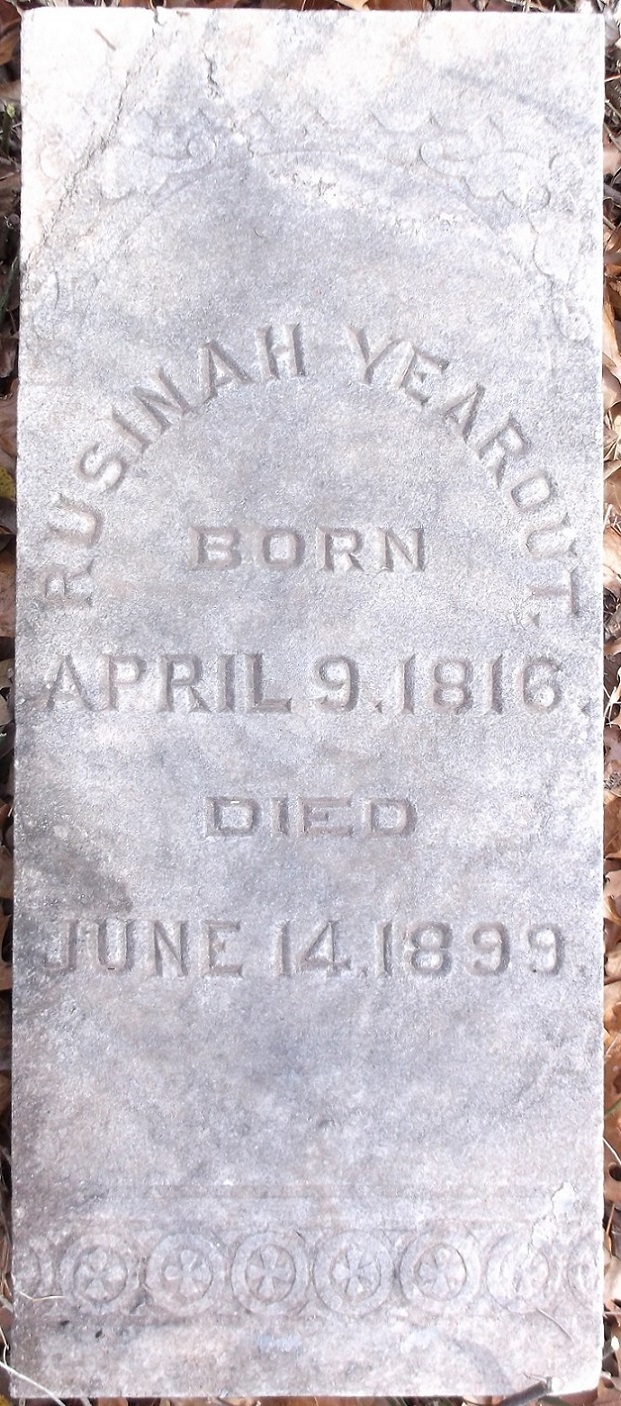 RUSINAH YEAROUT.
BORN
APRIL 9, 1816.
DIED
JUNE 14, 1899.